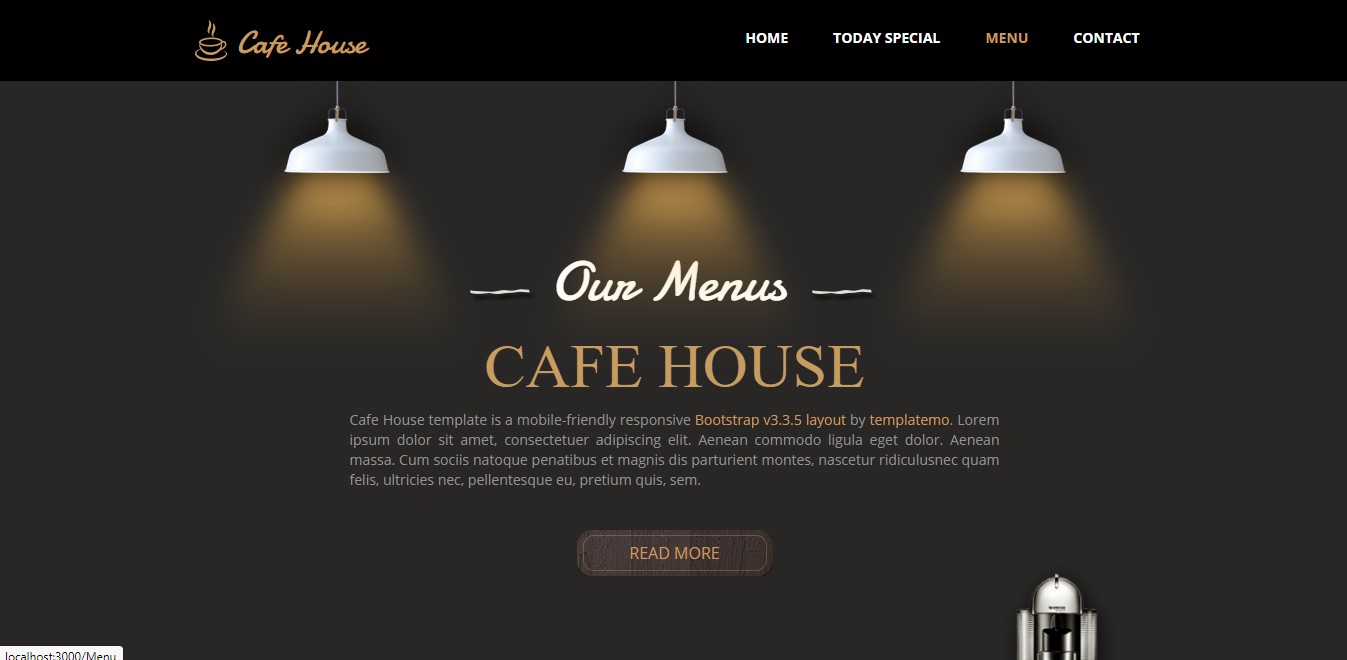 Cafe House
HOME TODAY SPECIAL MENU CONTACT
Our Menus
CAFE HOUSE
Cafe House template is a mobile-friendly responsive Bootstrap v3.3.5 layout by templatemo. Lorem
ipsum dolor sit amet, consectetuer adipiscing elit. Aenean commodo ligula eget dolor. Aenean
massa. Cum sociis natoque penatibus et magnis dis parturient montes, nascetur ridiculusnec quam
felis, ultricies nec, pellentesque eu, pretium quis, sem.
READ MORE
localhost:3000/Menu